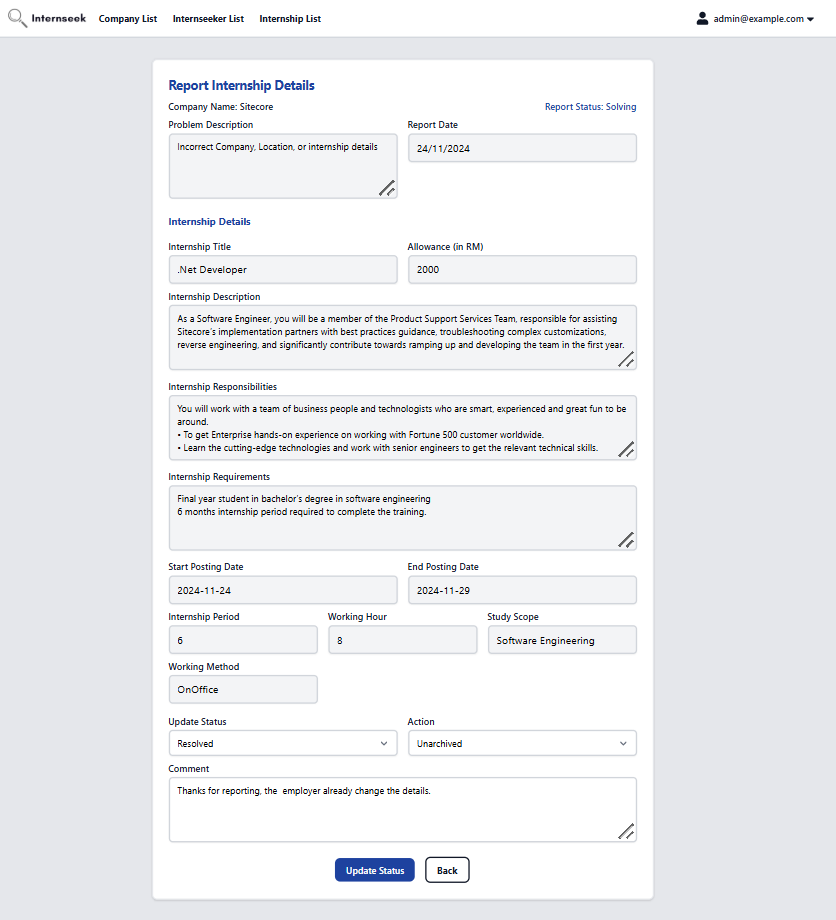 Internseek Company List Internseeker List Internship List admin@example.com
Report Internship Details
Company Name: Sitecore Report Status: Solving
Problem Description Report Date
Incorrect Company, Location, or internship details 24/11/2024
Internship Details
Internship Title Allowance (in RM)
.Net Developer 2000
Internship Description
As a Software Engineer, you will be a member of the Product Support Services Team, responsible for assisting
Sitecore's implementation partners with best practices guidance, troubleshooting complex customizations,
reverse engineering, and significantly contribute towards ramping up and developing the team in the first year.
Internship Responsibilities
You will work with a team of business people and technologists who are smart, experienced and great fun to be
around.
• To get Enterprise hands-on experience on working with Fortune 500 customer worldwide.
• Learn the cutting-edge technologies and work with senior engineers to get the relevant technical skills.
Internship Requirements
Final year student in bachelor's degree in software engineering
6 months internship period required to complete the training.
Start Posting Date End Posting Date
2024-11-24 2024-11-29
Internship Period Working Hour Study Scope
6 8 Software Engineering
Working Method
OnOffice
Update Status Action
Resolved Unarchived
Comment
Thanks for reporting, the  employer already change the details.
Update Status Back